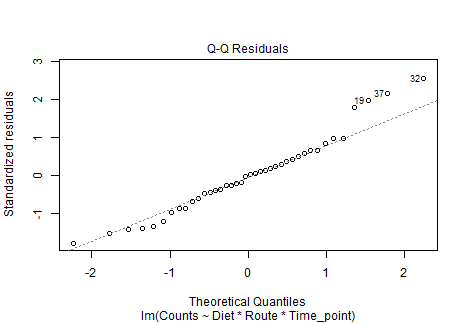 Q-Q Residuals
Standardized residuals
3
2
1
0
-1
32
37
19
-2 -1 0 1 2
Theoretical Quantiles
lm(Counts ~ Diet * Route * Time_point)